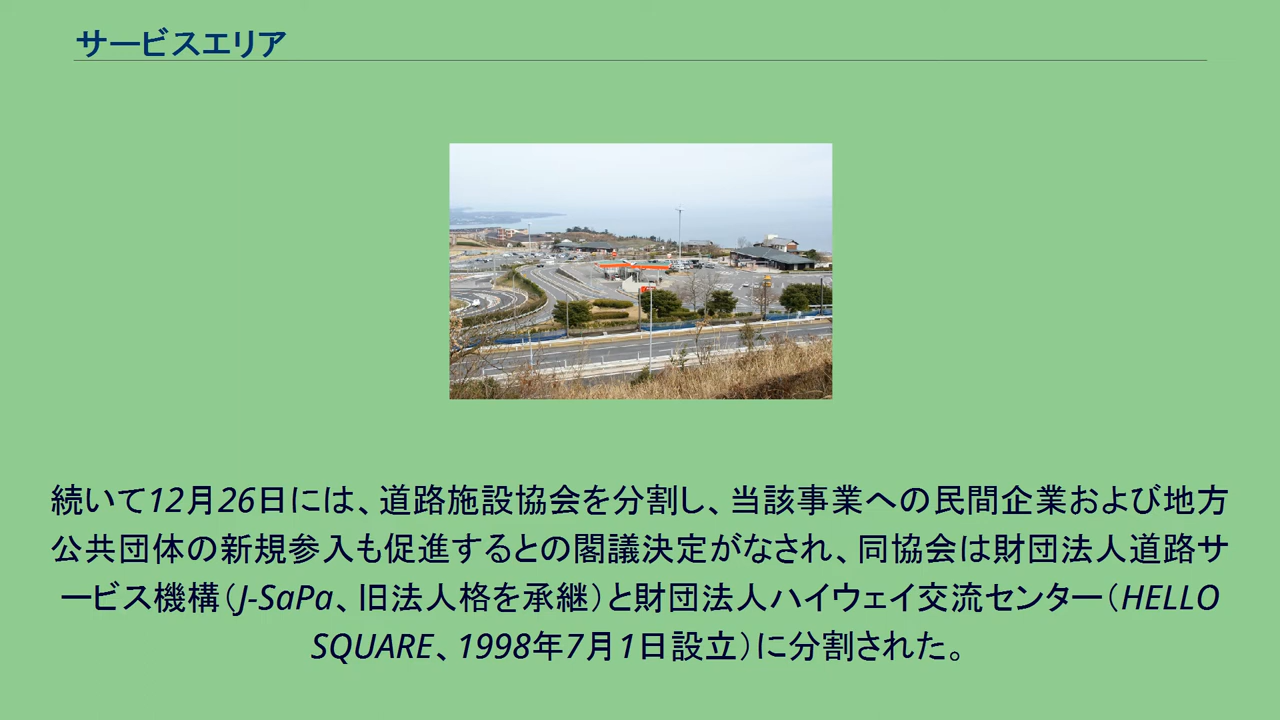 サービスエリア
続いて12月26日には、道路施設協会を分割し、当該事業への民間企業および地方
公共団体の新規参入も促進するとの閣議決定がなされ、同協会は財団法人道路サ
ービス機構（J-SaPa、旧法人格を承継）と財団法人ハイウェイ交流センター（HELLO
SQUARE、1998年7月1日設立）に分割された。